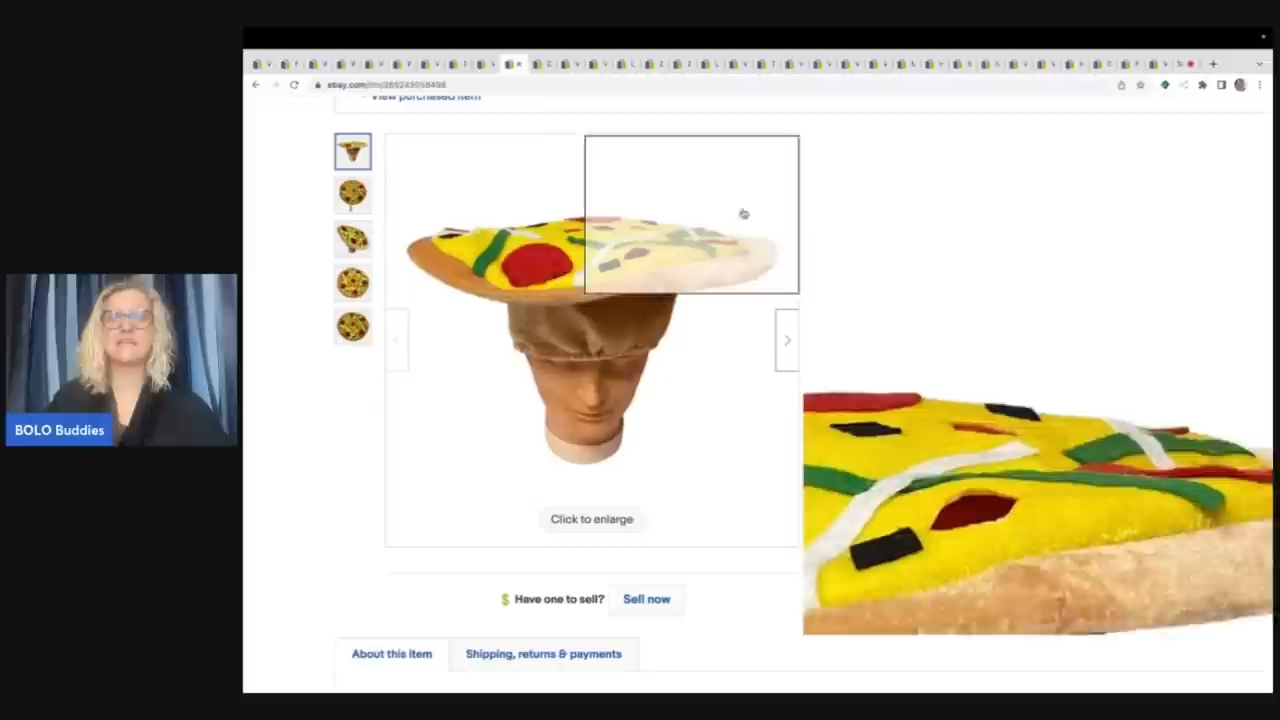 View purchased item
Click to enlarge
Have one to sell?
Sell now
About this item
Shipping, returns & payments
BOLO Buddies